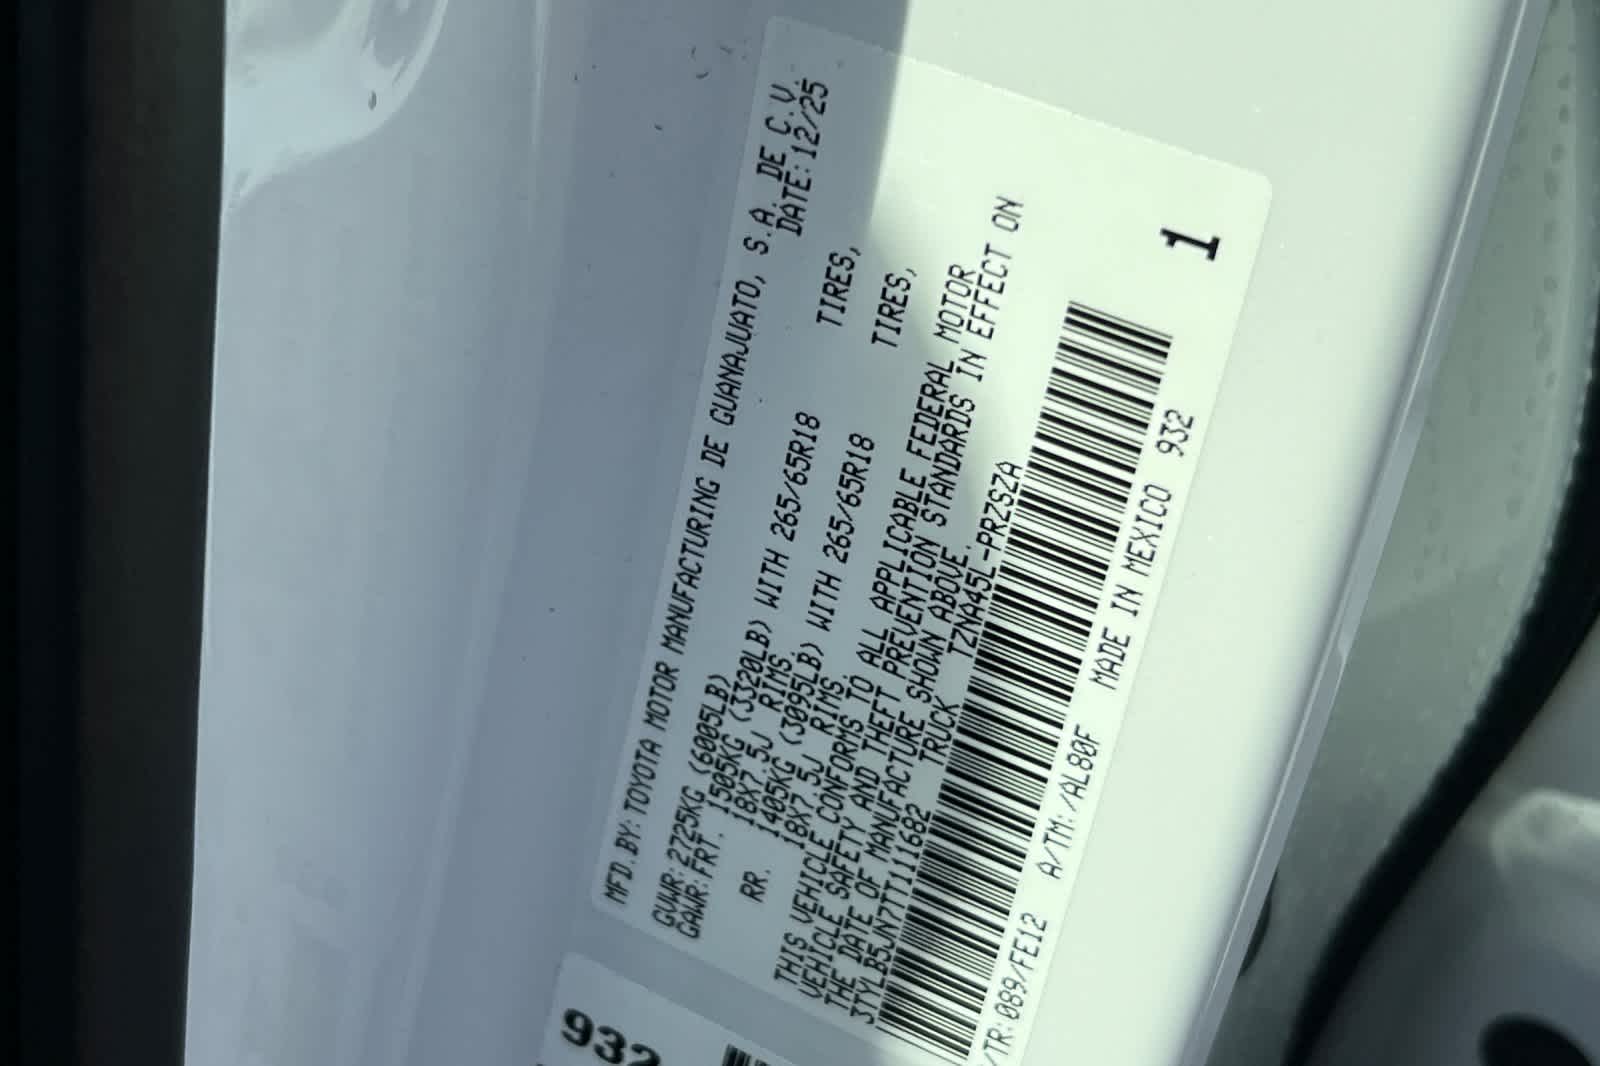 MFD.BY:TOYOTA MOTOR MANUFACTURING DE GUANAJUATO, S.A. DE C.V.
DATE:12/25
GVWR:2725KG (6005LB)
GAWR:FRT. 1505KG (3320LB) WITH 265/65R18 TIRES,
18X7.5J RIMS.
RR. 1405KG (3095LB) WITH 265/65R18 TIRES,
18X7.5J RIMS.
THIS VEHICLE CONFORMS TO ALL APPLICABLE FEDERAL MOTOR
VEHICLE SAFETY AND THEFT PREVENTION STANDARDS IN EFFECT ON
THE DATE OF MANUFACTURE SHOWN ABOVE.
3TYLB5JN7TT111682 TRUCK TZNA45L-PRZSZA
/TR:089/FE12 A/TM:/AL80F MADE IN MEXICO 932
1
932